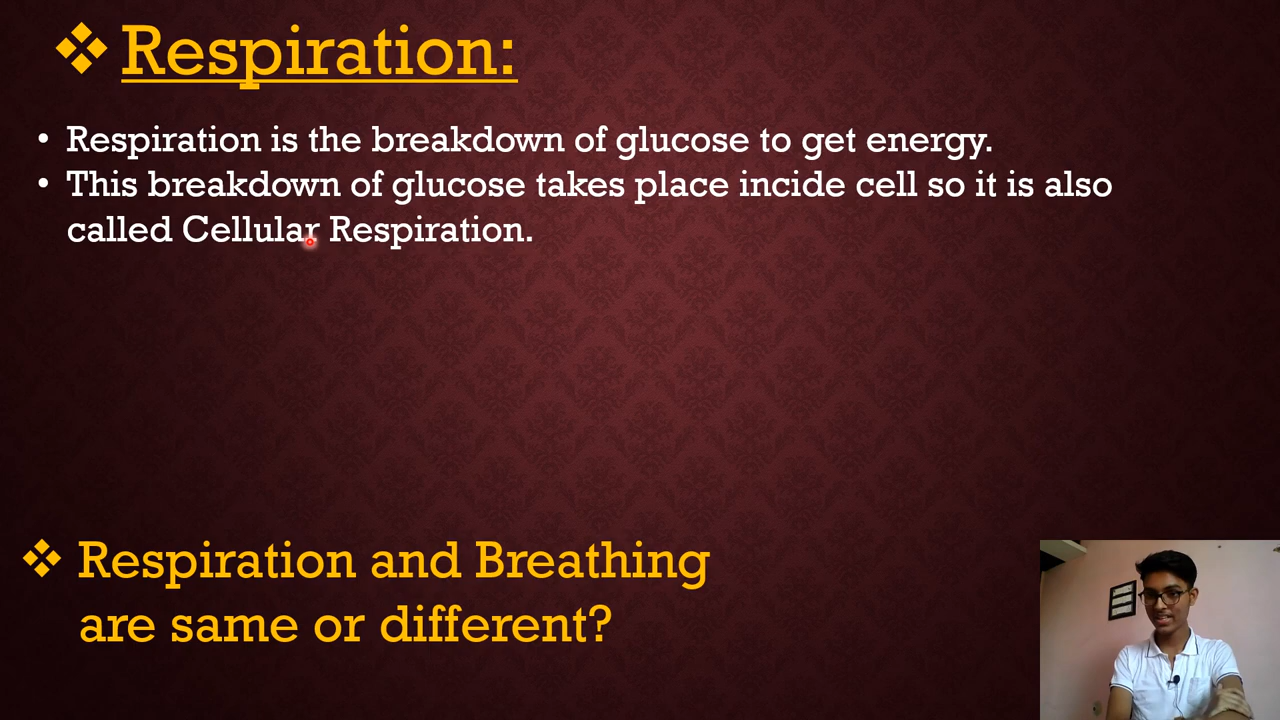 ❖ Respiration:
• Respiration is the breakdown of glucose to get energy.
• This breakdown of glucose takes place incide cell so it is also
called Cellular Respiration.
❖ Respiration and Breathing
are same or different?